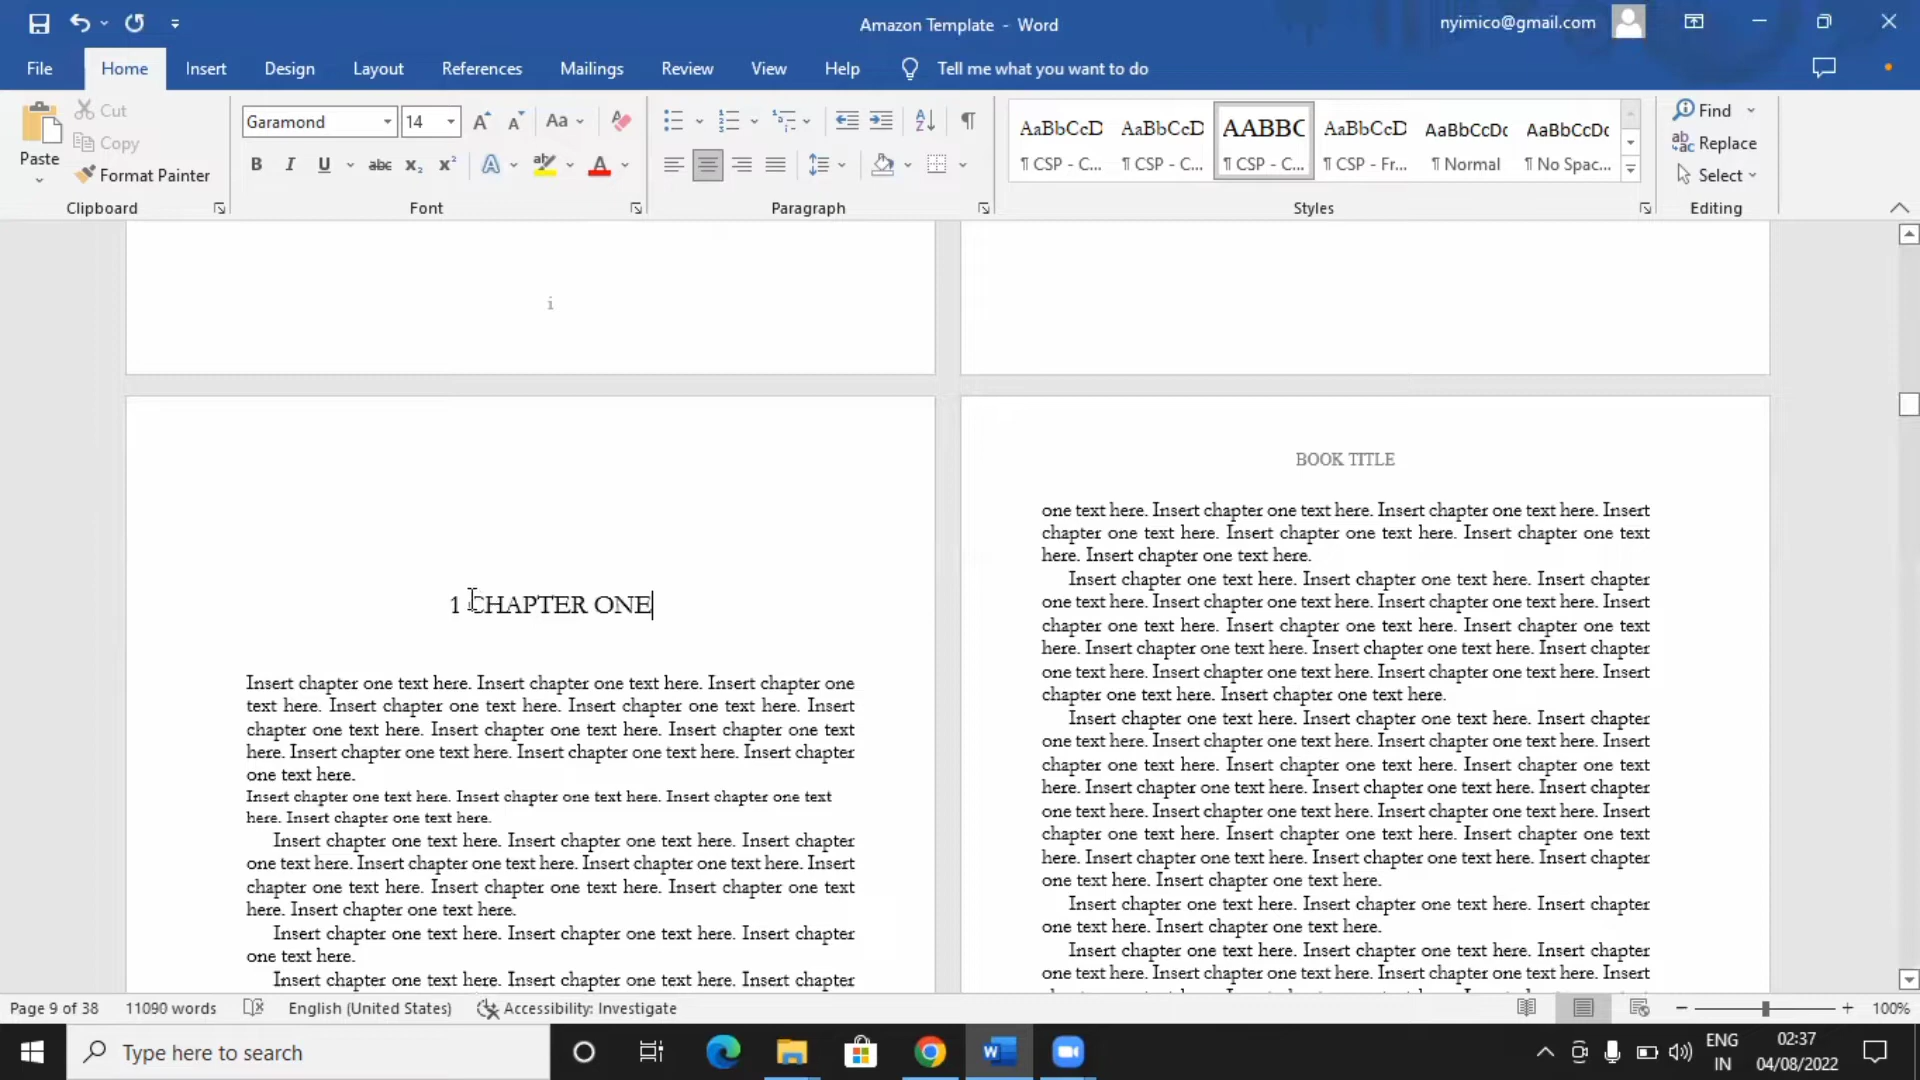 Amazon Template - Word
nyimico@gmail.com
File Home Insert Design Layout References Mailings Review View Help Tell me what you want to do
Paste
Cut
Copy
Format Painter
Clipboard
Garamond 14
Font
Paragraph
AaBbCcD AaBbCcD AABBC AaBbCcD AaBbCcDc AaBbCcDc
¶ CSP - C... ¶ CSP - C... ¶ CSP - C... ¶ CSP - Fr... ¶ Normal ¶ No Spac...
Styles
Find
Replace
Select
Editing
i
1 CHAPTER ONE
Insert chapter one text here. Insert chapter one text here. Insert chapter one
text here. Insert chapter one text here. Insert chapter one text here. Insert
chapter one text here. Insert chapter one text here. Insert chapter one text
here. Insert chapter one text here. Insert chapter one text here. Insert chapter
one text here.
Insert chapter one text here. Insert chapter one text here. Insert chapter one text
here. Insert chapter one text here.
Insert chapter one text here. Insert chapter one text here. Insert chapter
one text here. Insert chapter one text here. Insert chapter one text here. Insert
chapter one text here. Insert chapter one text here. Insert chapter one text
here. Insert chapter one text here.
Insert chapter one text here. Insert chapter one text here. Insert chapter
one text here.
Insert chapter one text here. Insert chapter one text here. Insert chapter
BOOK TITLE
one text here. Insert chapter one text here. Insert chapter one text here. Insert
chapter one text here. Insert chapter one text here. Insert chapter one text
here. Insert chapter one text here.
Insert chapter one text here. Insert chapter one text here. Insert chapter
one text here. Insert chapter one text here. Insert chapter one text here. Insert
chapter one text here. Insert chapter one text here. Insert chapter one text
here. Insert chapter one text here. Insert chapter one text here. Insert chapter
one text here. Insert chapter one text here. Insert chapter one text here. Insert
chapter one text here. Insert chapter one text here.
Insert chapter one text here. Insert chapter one text here. Insert chapter
one text here. Insert chapter one text here. Insert chapter one text here. Insert
chapter one text here. Insert chapter one text here. Insert chapter one text
here. Insert chapter one text here. Insert chapter one text here. Insert chapter
one text here. Insert chapter one text here. Insert chapter one text here. Insert
chapter one text here. Insert chapter one text here. Insert chapter one text
here. Insert chapter one text here. Insert chapter one text here. Insert chapter
one text here. Insert chapter one text here.
Insert chapter one text here. Insert chapter one text here. Insert chapter
one text here. Insert chapter one text here.
Insert chapter one text here. Insert chapter one text here. Insert chapter
one text here. Insert chapter one text here. Insert chapter one text here. Insert
Page 9 of 38 11090 words English (United States) Accessibility: Investigate 100%
Type here to search
ENG
IN
02:37
04/08/2022